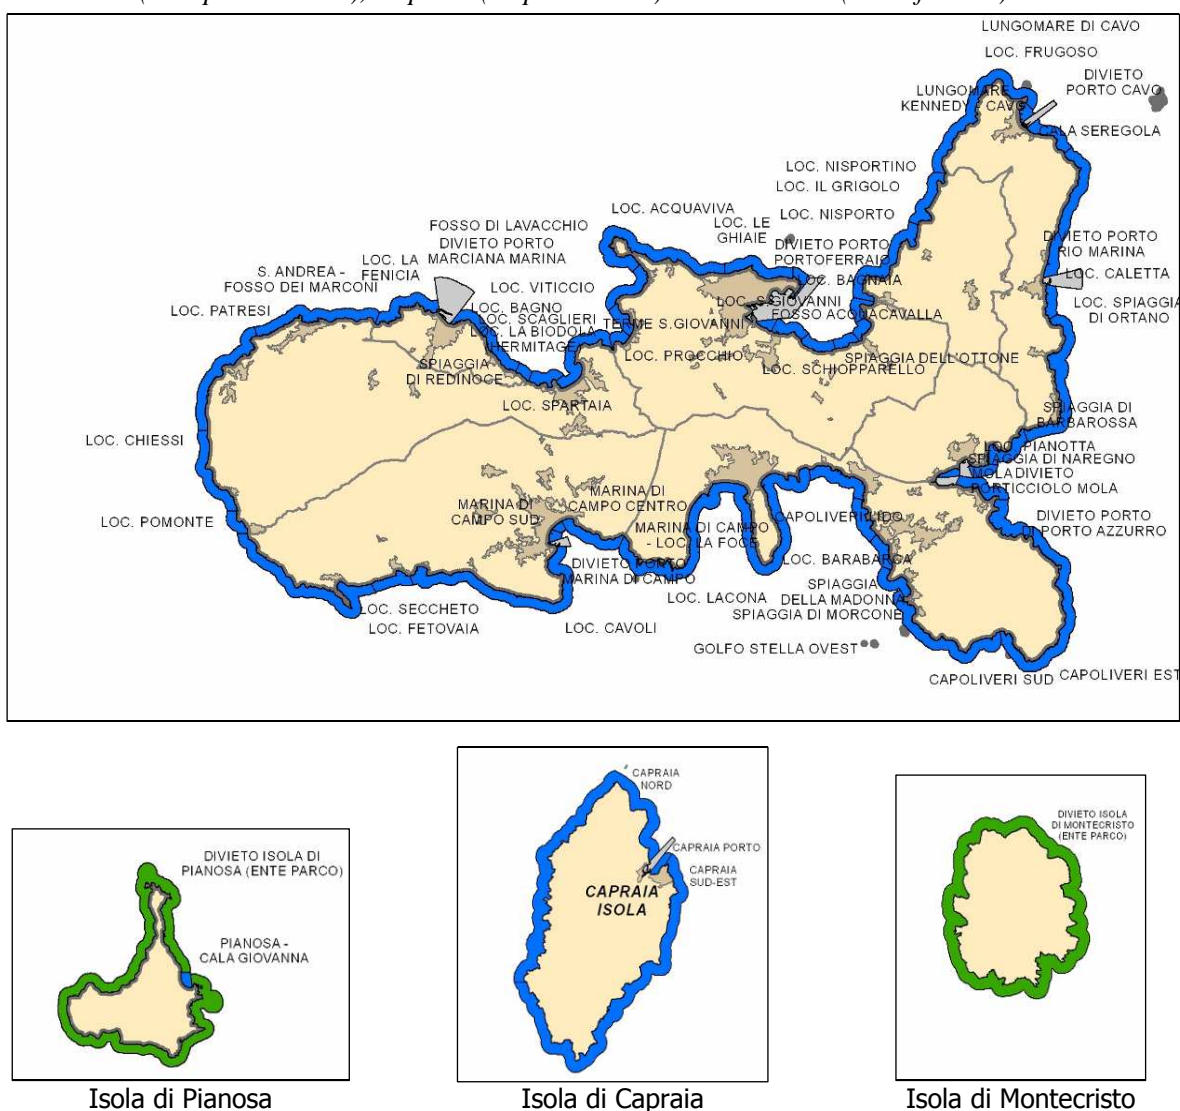 LUNGOMARE DI CAVO
LOC. FRUGOSO
DIVIETO
PORTO CAVO
LUNGOMARE
KENNEDY - CAVO
CALA SEREGOLA
LOC. NISPORTINO
LOC. IL GRIGOLO
LOC. NISPORTO
LOC. ACQUAVIVA
LOC. LE
GHIAIE
DIVIETO PORTO
PORTOFERRAIO
LOC. BAGNAIA
FOSSO DI LAVACCHIO
DIVIETO PORTO
MARCIANA MARINA
LOC. LA
FENICIA
S. ANDREA -
FOSSO DEI MARCONI
LOC. PATRESI
LOC. VITICCIO
LOC. BAGNO
LOC. SCAGLIERI
LOC. LA BIODOLA
HERMITAGE
SPIAGGIA
DI REDINOCE
TERME S.GIOVANNI
LOC. S.GIOVANNI
FOSSO ACQUACAVALLA
DIVIETO PORTO
RIO MARINA
LOC. CALETTA
LOC. SPIAGGIA
DI ORTANO
LOC. PROCCHIO
LOC. SCHIOPPARELLO
SPIAGGIA DELL'OTTONE
LOC. SPARTAIA
LOC. CHIESSI
LOC. POMONTE
SPIAGGIA DI
BARBAROSSA
LOC. PIANOTTA
SPIAGGIA DI NAREGNO
MOLA DIVIETO
PORTICCIOLO MOLA
DIVIETO PORTO
DI PORTO AZZURRO
MARINA DI
CAMPO SUD
MARINA DI
CAMPO CENTRO
MARINA DI CAMPO
- LOC. LA FOCE
CAPOLIVERI LIDO
DIVIETO PORTO
MARINA DI CAMPO
LOC. BARABARCA
SPIAGGIA
DELLA MADONNA
SPIAGGIA DI MORCONE
LOC. LACONA
LOC. SECCHETO
LOC. FETOVAIA
LOC. CAVOLI
GOLFO STELLA OVEST
CAPOLIVERI SUD
CAPOLIVERI EST
DIVIETO ISOLA DI
PIANOSA (ENTE PARCO)
PIANOSA -
CALA GIOVANNA
CAPRAIA
NORD
CAPRAIA PORTO
CAPRAIA
SUD-EST
CAPRAIA
ISOLA
DIVIETO ISOLA
DI MONTECRISTO
(ENTE PARCO)
Isola di Pianosa
Isola di Capraia
Isola di Montecristo